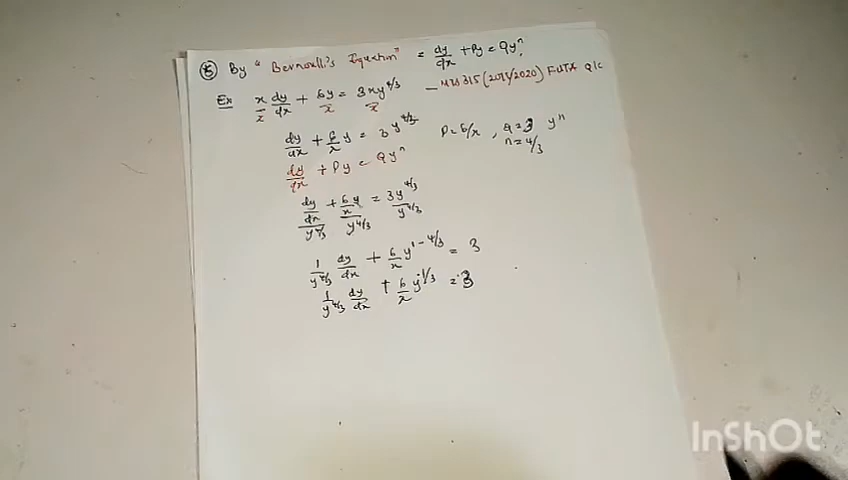 ⑥ By "Bernoulli's Equation" = dy/dx + Py = Qyⁿ.
Ex x/x dy/dx + 6y/x = 3xy^4/3/x — MTS 315 (2019/2020) FUTA Q1c
dy/dx + 6/x y = 3 y^4/3 P = 6/x , Q = 3 yⁿ
n = 4/3
dy/dx + Py = Qyⁿ
dy/dx/y^4/3 + 6y/x/y^4/3 = 3y^4/3/y^4/3
1/y^4/3 dy/dx + 6/x y^1-4/3 = 3
1/y^4/3 dy/dx + 6/x y^-1/3 = 3
InShOt